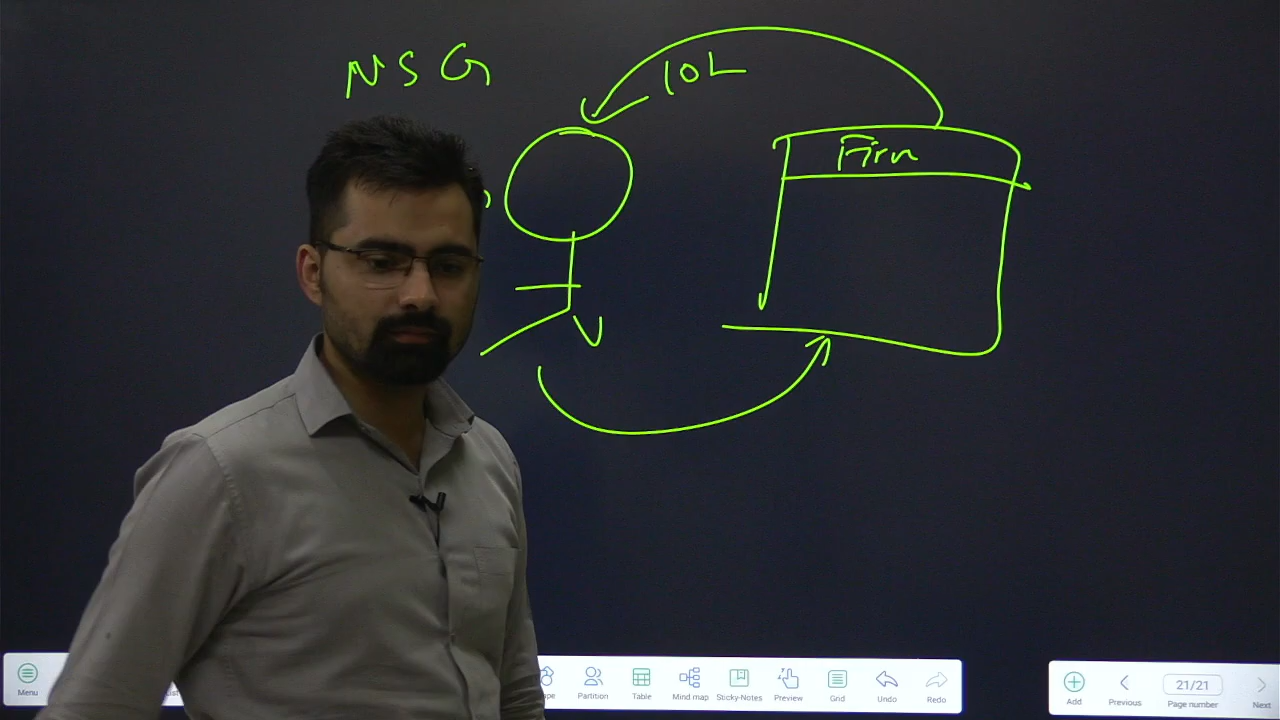 NSG
10L
Firm
Menu
Partition
Table
Mind map
Sticky-Notes
Preview
Grid
Undo
Redo
Add
Previous
21/21
Page number
Next